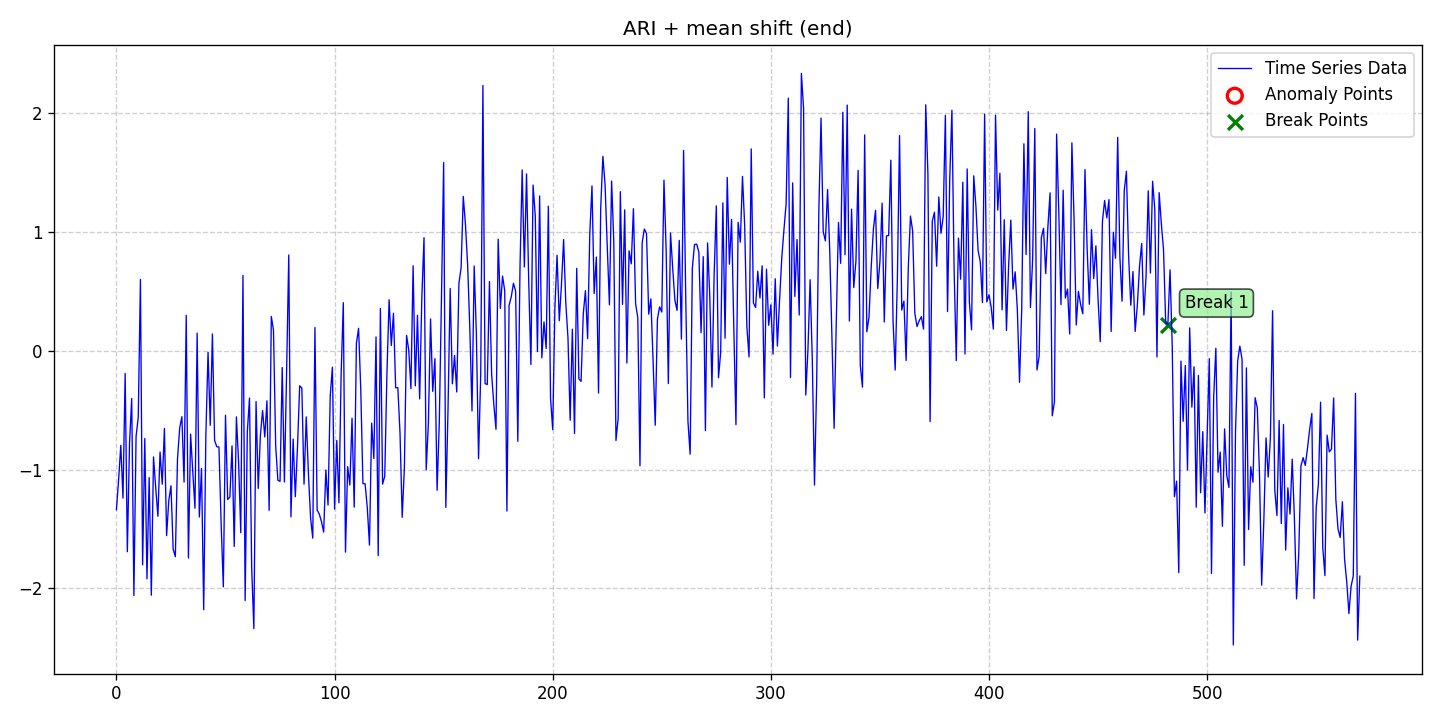 ARI + mean shift (end)
Time Series Data
Anomaly Points
Break Points
Break 1
2
1
0
−1
−2
0
100
200
300
400
500